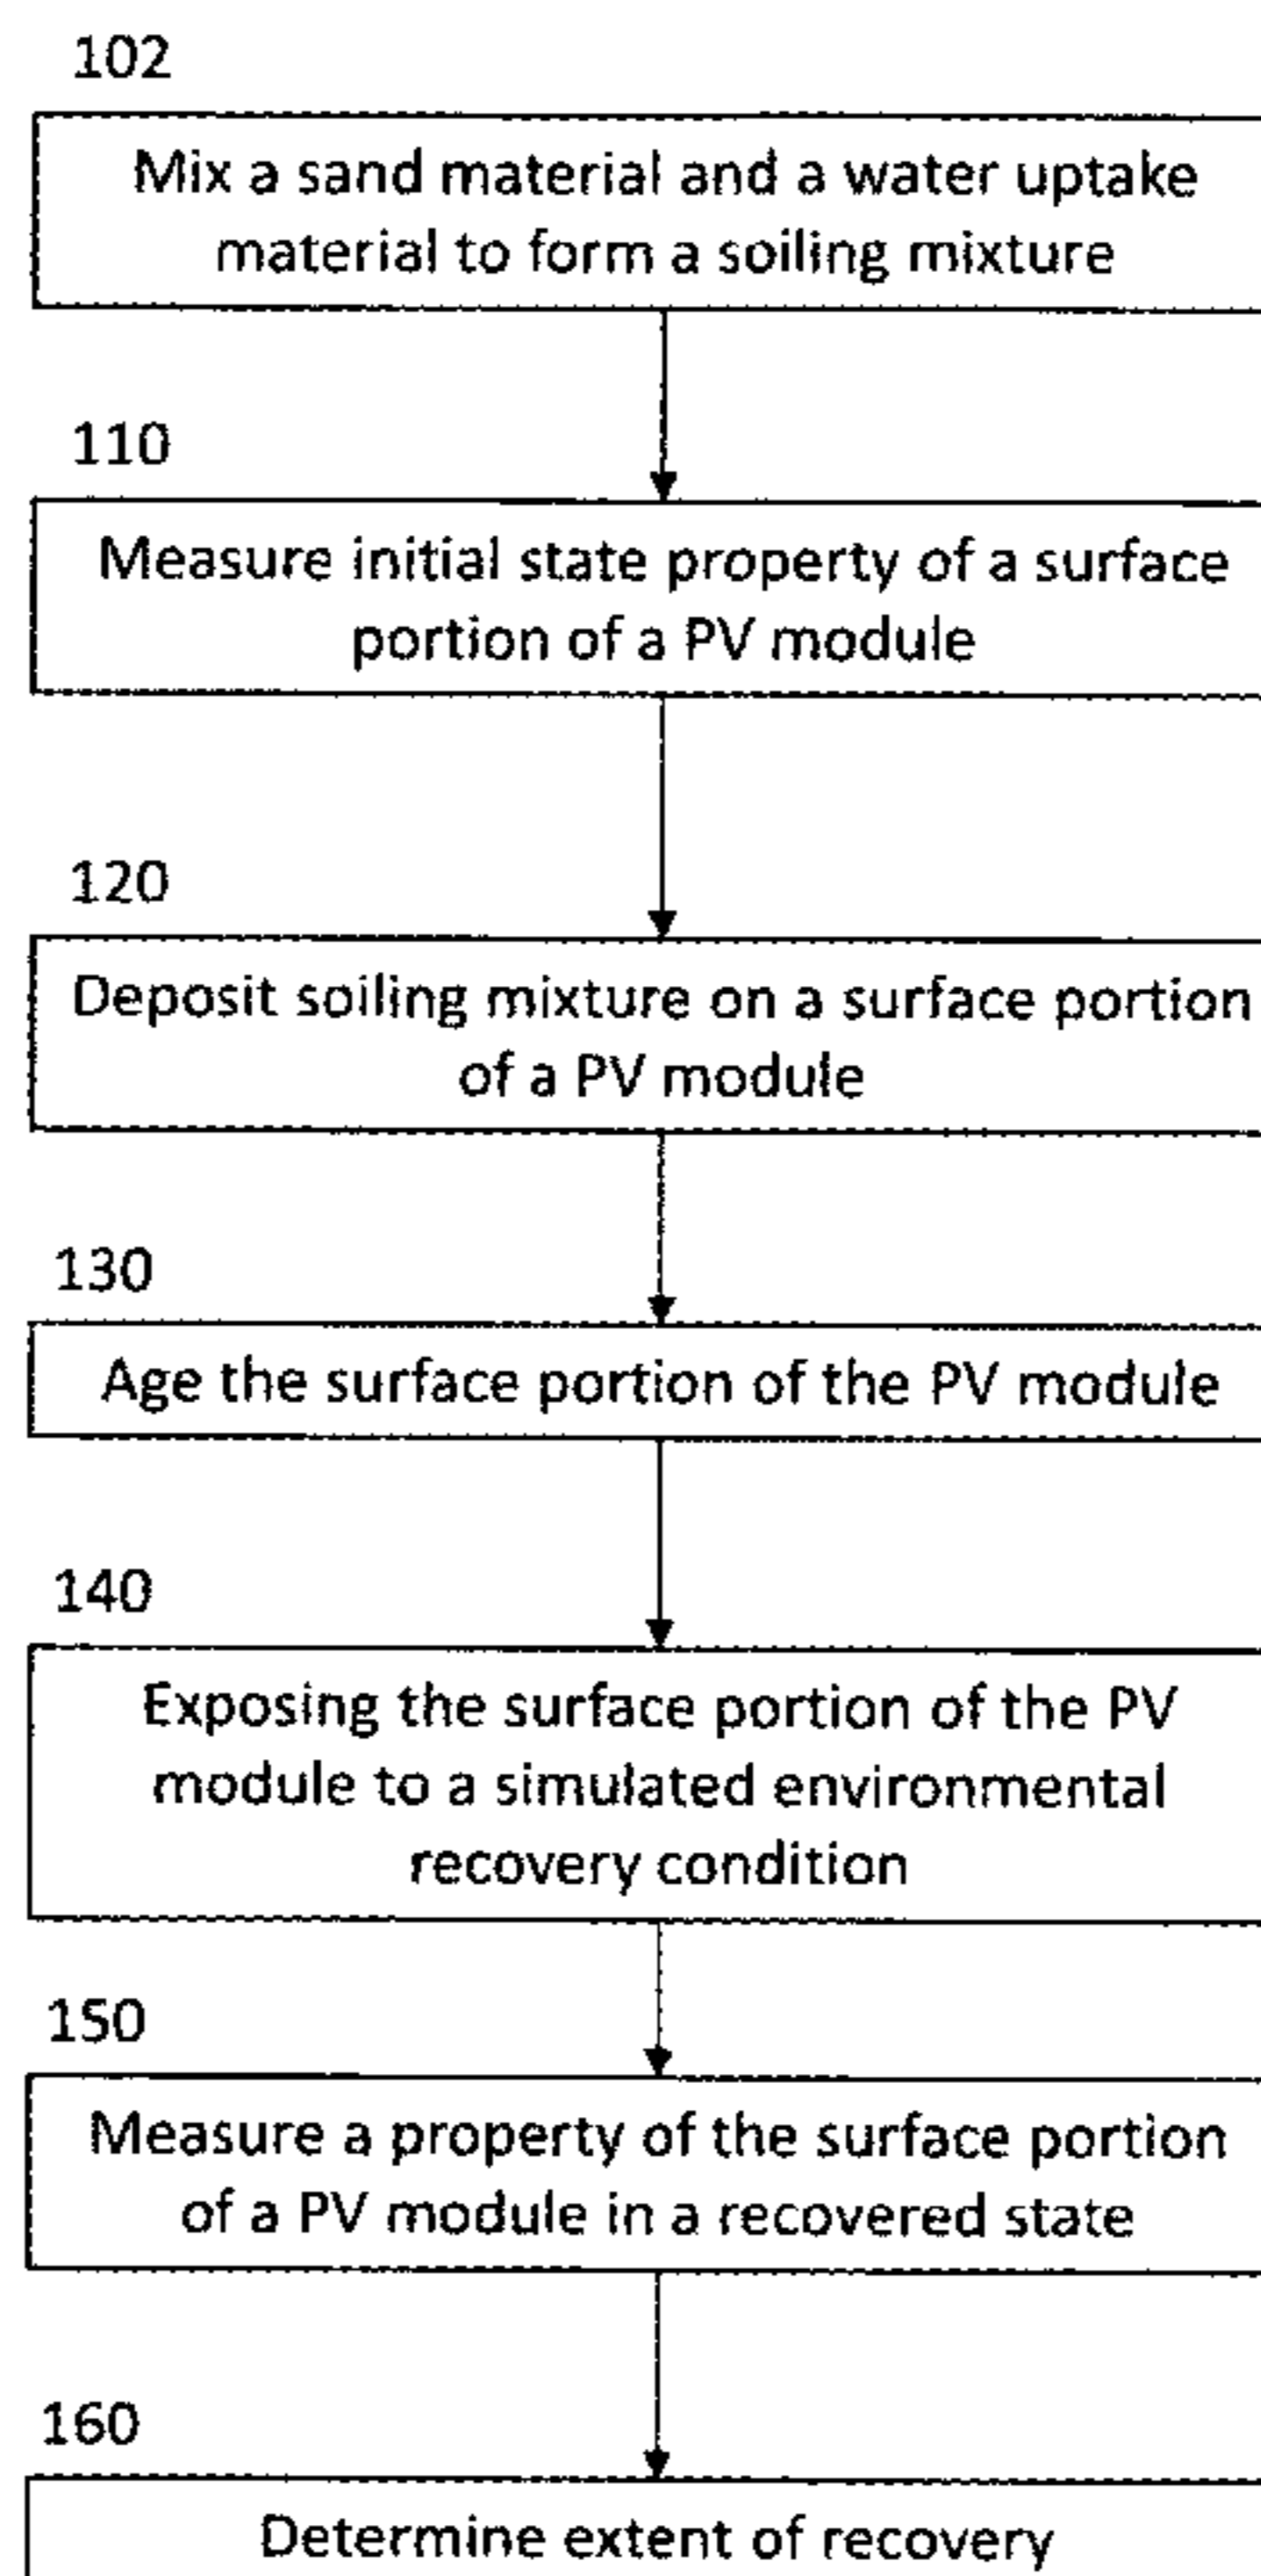 102
Mix a sand material and a water uptake
material to form a soiling mixture
110
Measure initial state property of a surface
portion of a PV module
120
Deposit soiling mixture on a surface portion
of a PV module
130
Age the surface portion of the PV module
140
Exposing the surface portion of the PV
module to a simulated environmental
recovery condition
150
Measure a property of the surface portion
of a PV module in a recovered state
160
Determine extent of recovery